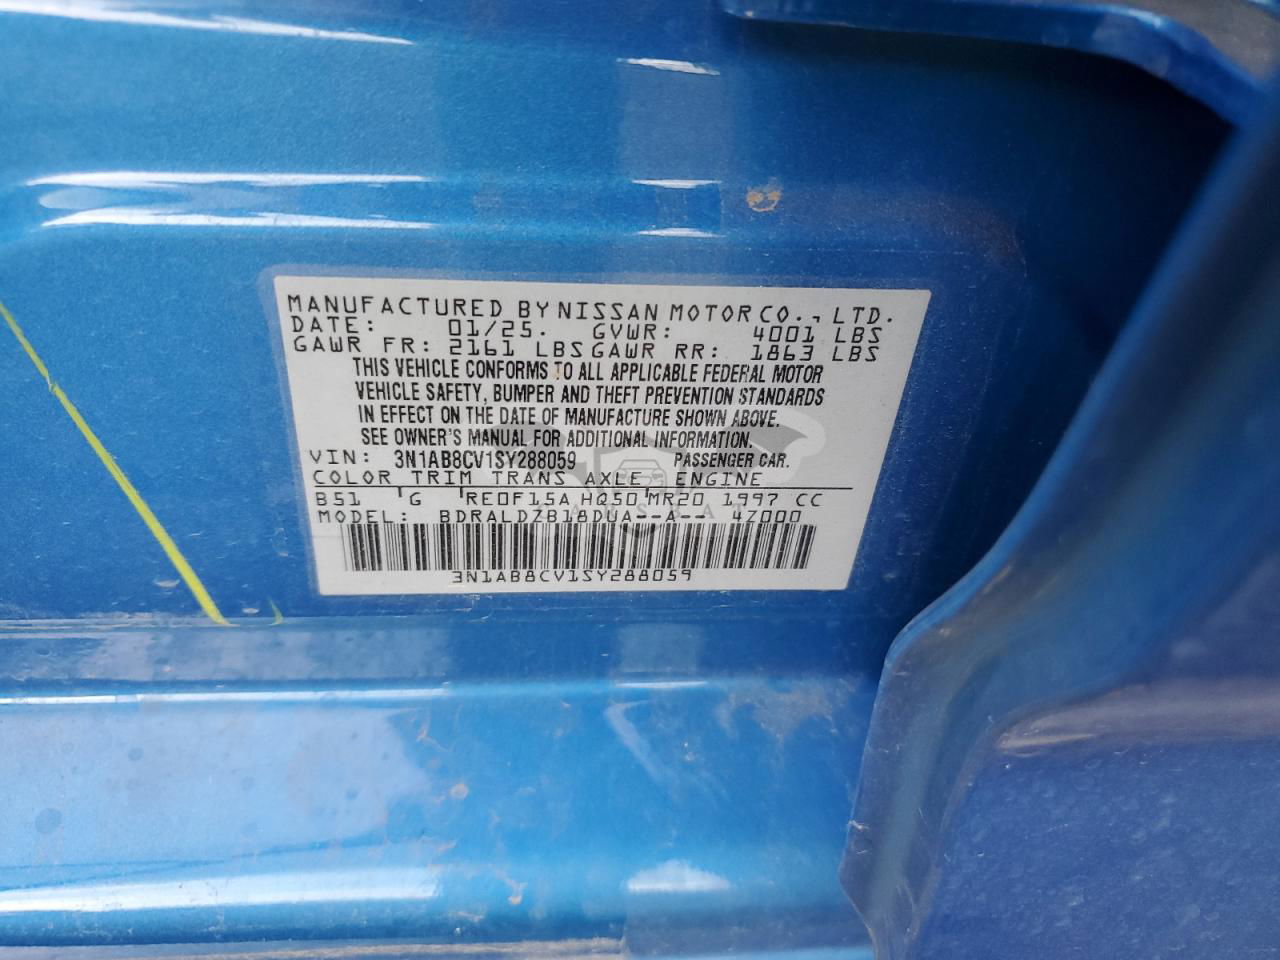 MANUFACTURED BY NISSAN MOTOR CO., LTD.
DATE: 01/25. GVWR: 4001 LBS
GAWR FR: 2161 LBS GAWR RR: 1863 LBS
THIS VEHICLE CONFORMS TO ALL APPLICABLE FEDERAL MOTOR
VEHICLE SAFETY, BUMPER AND THEFT PREVENTION STANDARDS
IN EFFECT ON THE DATE OF MANUFACTURE SHOWN ABOVE.
SEE OWNER'S MANUAL FOR ADDITIONAL INFORMATION.
VIN: 3N1AB8CV1SY288059 PASSENGER CAR.
COLOR TRIM TRANS AXLE ENGINE
B51 G RE0F15A HQ50 MR20 1997 CC
MODEL: BDRALDZB18DUA--A-- 4Z000
3N1AB8CV1SY288059